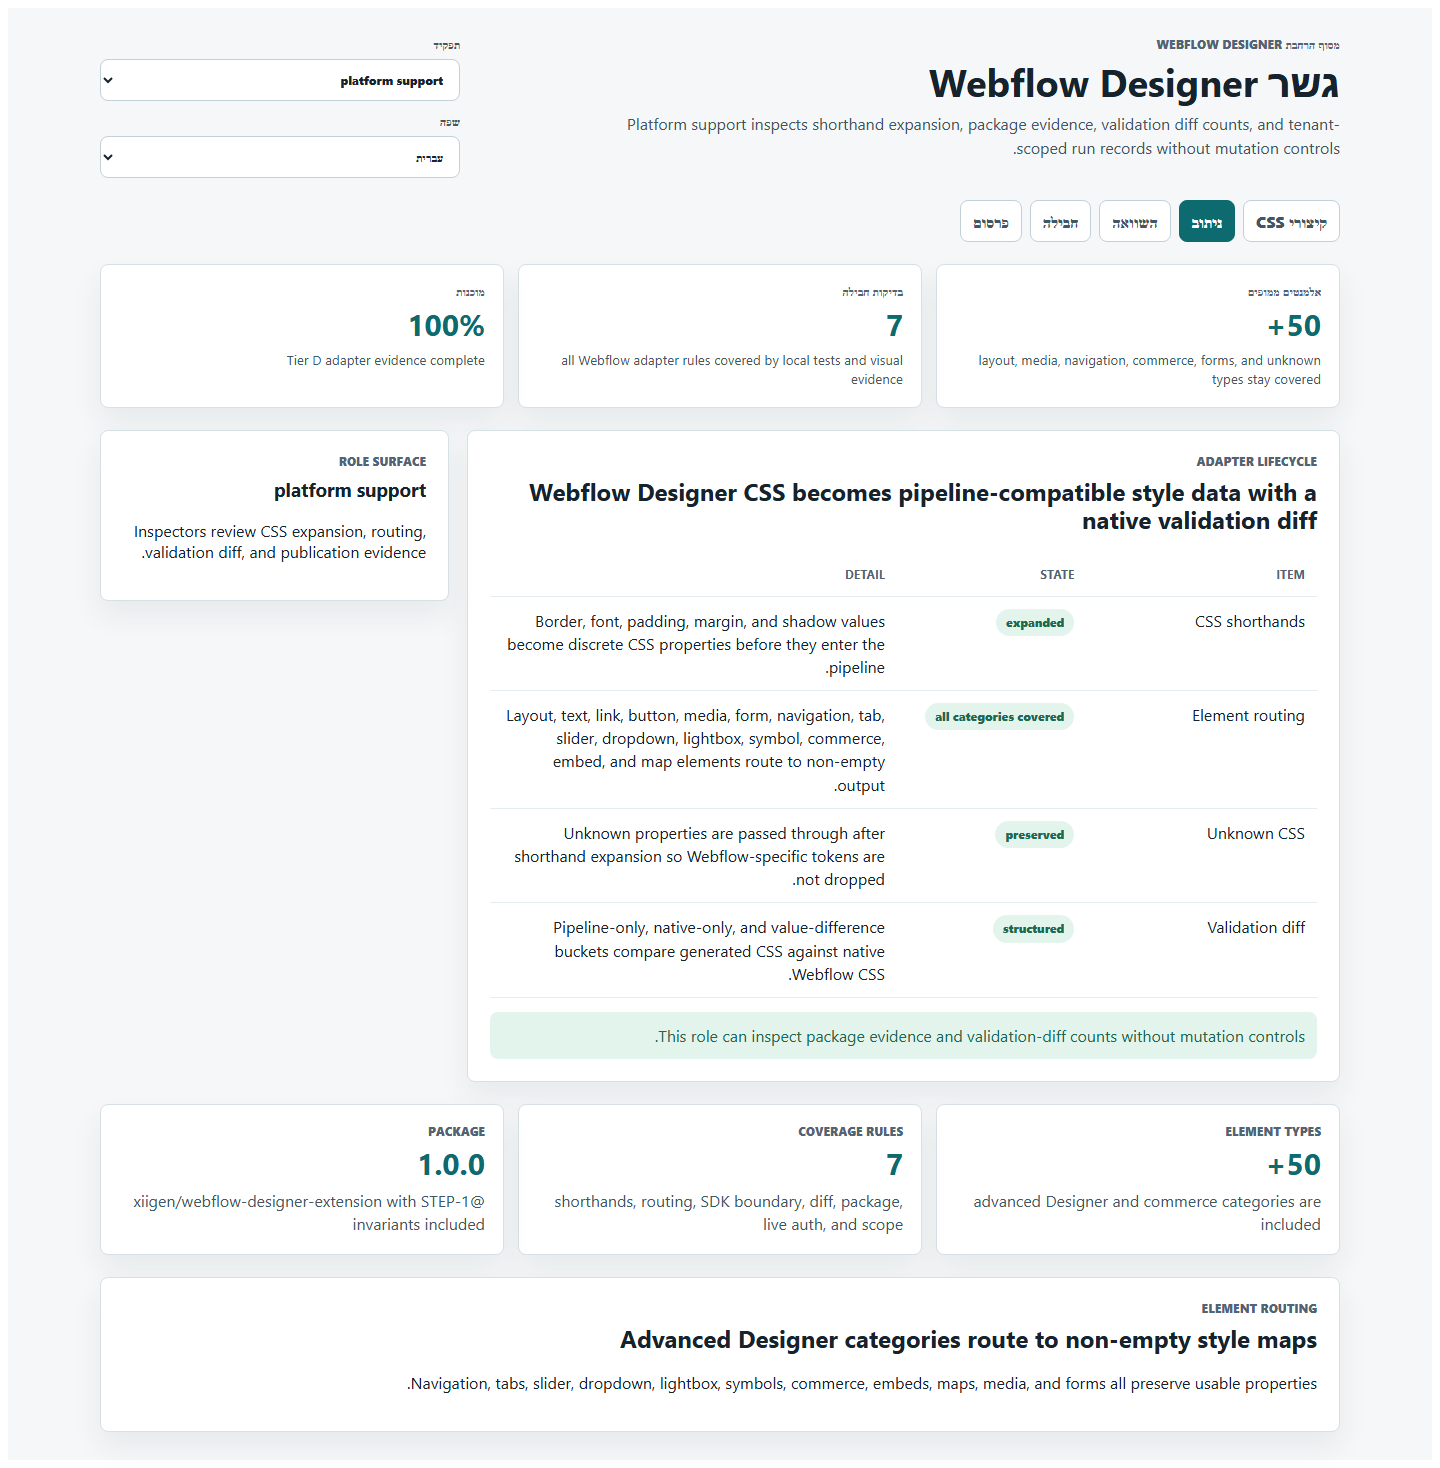 מסוף הרחבת WEBFLOW DESIGNER
גשר Webflow Designer
Platform support inspects shorthand expansion, package evidence, validation diff counts, and tenant-
scoped run records without mutation controls.
תפקיד
platform support
שפה
עברית
קיצורי CSS
ניתוב
השוואה
חבילה
פרסום
אלמנטים ממופים
50+
layout, media, navigation, commerce, forms, and unknown
types stay covered
בדיקות חבילה
7
all Webflow adapter rules covered by local tests and visual
evidence
מוכנות
100%
Tier D adapter evidence complete
ADAPTER LIFECYCLE
Webflow Designer CSS becomes pipeline-compatible style data with a
native validation diff
ITEM STATE DETAIL
CSS shorthands
expanded
Border, font, padding, margin, and shadow values
become discrete CSS properties before they enter the
pipeline.
Element routing
all categories covered
Layout, text, link, button, media, form, navigation, tab,
slider, dropdown, lightbox, symbol, commerce,
embed, and map elements route to non-empty
output.
Unknown CSS
preserved
Unknown properties are passed through after
shorthand expansion so Webflow-specific tokens are
not dropped.
Validation diff
structured
Pipeline-only, native-only, and value-difference
buckets compare generated CSS against native
Webflow CSS.
This role can inspect package evidence and validation-diff counts without mutation controls.
ROLE SURFACE
platform support
Inspectors review CSS expansion, routing,
validation diff, and publication evidence.
ELEMENT TYPES
50+
advanced Designer and commerce categories are
included
COVERAGE RULES
7
shorthands, routing, SDK boundary, diff, package,
live auth, and scope
PACKAGE
1.0.0
@xiigen/webflow-designer-extension with STEP-1
invariants included
ELEMENT ROUTING
Advanced Designer categories route to non-empty style maps
Navigation, tabs, slider, dropdown, lightbox, symbols, commerce, embeds, maps, media, and forms all preserve usable properties.